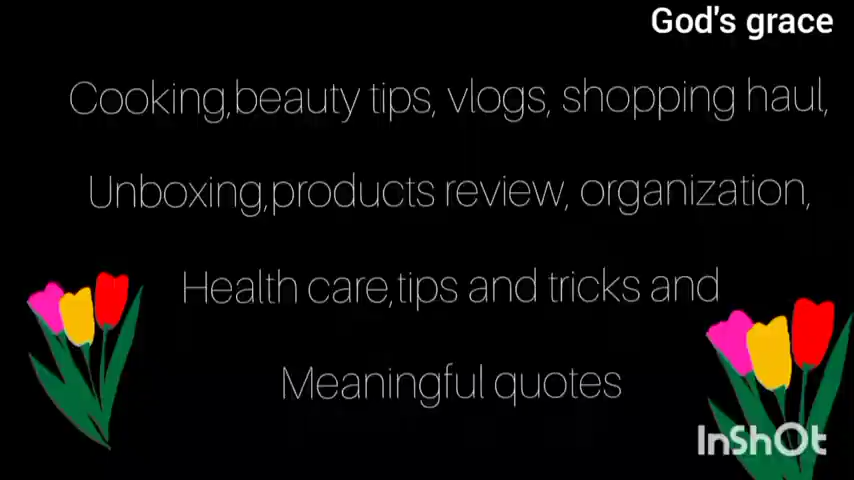 God's grace
Cooking,beauty tips, vlogs, shopping haul,
Unboxing,products review, organization,
Health care,tips and tricks and
Meaningful quotes
InShOt